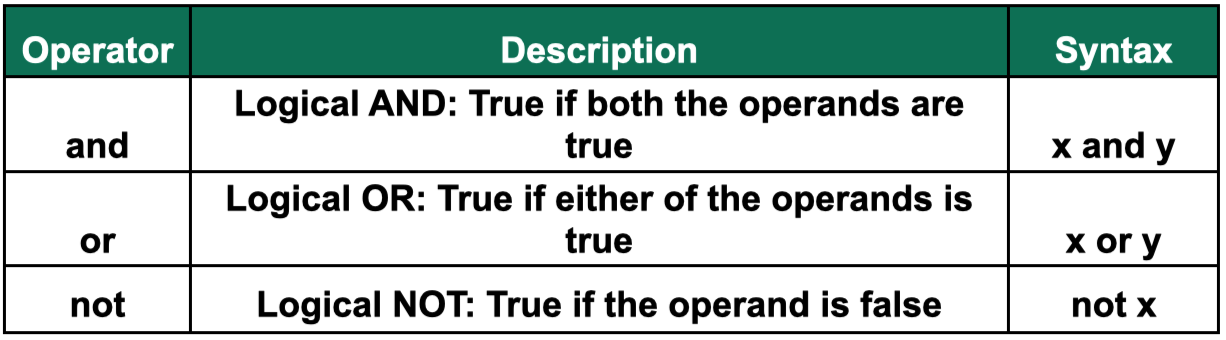 Operator Description Syntax
and Logical AND: True if both the operands are
true x and y
or Logical OR: True if either of the operands is
true x or y
not Logical NOT: True if the operand is false not x